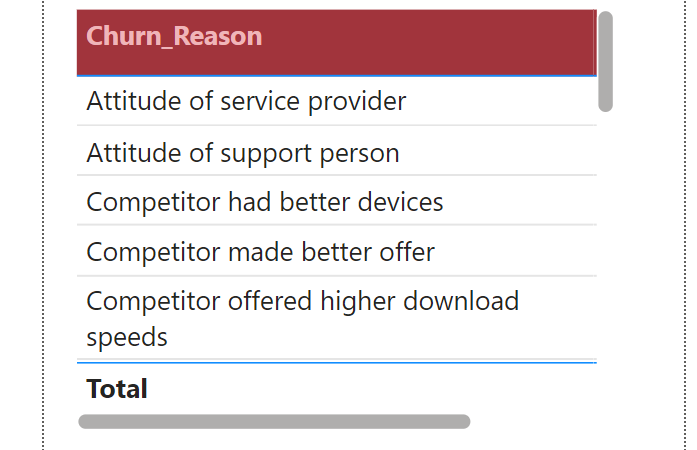 Churn_Reason
Attitude of service provider
Attitude of support person
Competitor had better devices
Competitor made better offer
Competitor offered higher download
speeds
Total